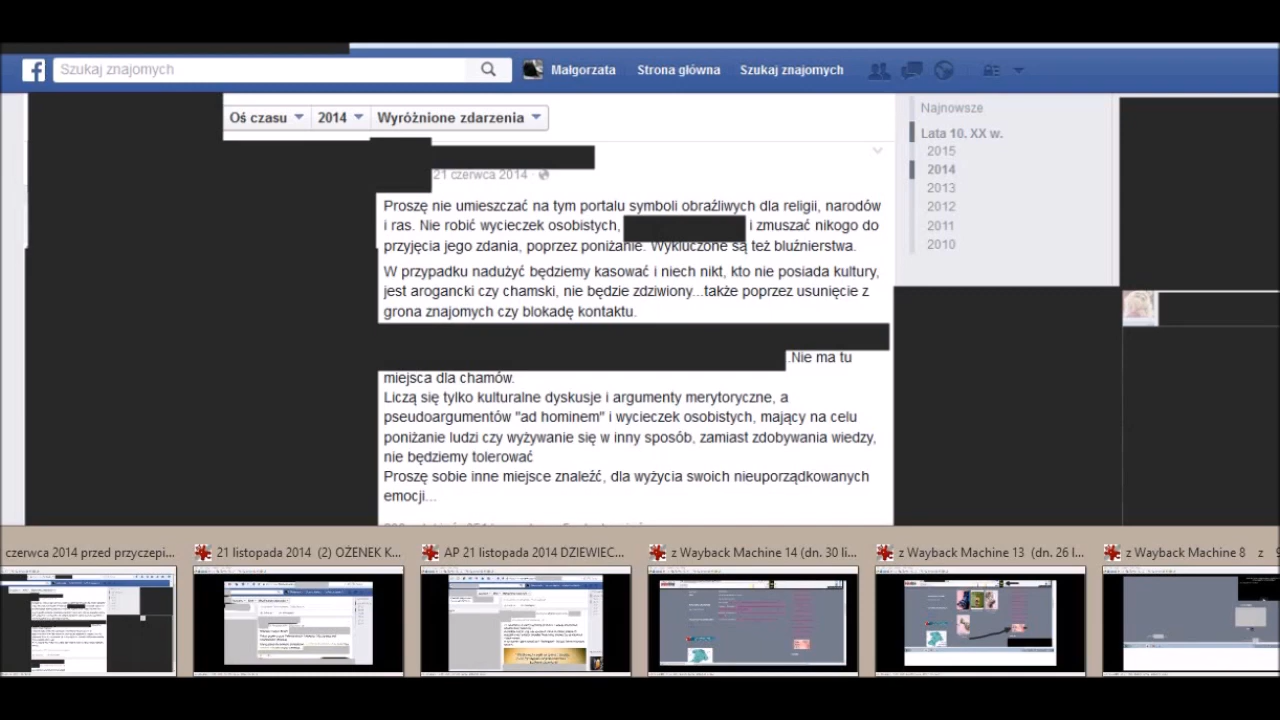 Szukaj znajomych
Małgorzata
Strona główna
Szukaj znajomych
Oś czasu
2014
Wyróżnione zdarzenia
21 czerwca 2014
Proszę nie umieszczać na tym portalu symboli obraźliwych dla religii, narodów
i ras. Nie robić wycieczek osobistych, i zmuszać nikogo do
przyjęcia jego zdania, poprzez poniżanie. Wykluczone są też bluźnierstwa.
W przypadku nadużyć będziemy kasować i niech nikt, kto nie posiada kultury,
jest arogancki czy chamski, nie będzie zdziwiony...także poprzez usunięcie z
grona znajomych czy blokadę kontaktu.
.Nie ma tu
miejsca dla chamów.
Liczą się tylko kulturalne dyskusje i argumenty merytoryczne, a
pseudoargumentów "ad hominem" i wycieczek osobistych, mający na celu
poniżanie ludzi czy wyżywanie się w inny sposób, zamiast zdobywania wiedzy,
nie będziemy tolerować
Proszę sobie inne miejsce znaleźć, dla wyżycia swoich nieuporządkowanych
emocji...
Najnowsze
Lata 10. XX w.
2015
2014
2013
2012
2011
2010
czerwca 2014 przed przyczepi...
21 listopada 2014 (2) OŻENEK K...
AP 21 listopada 2014 DZIEWIEC...
z Wayback Machine 14 (dn. 30 li...
z Wayback Machine 13 (dn. 26 l...
z Wayback Machine 8 z